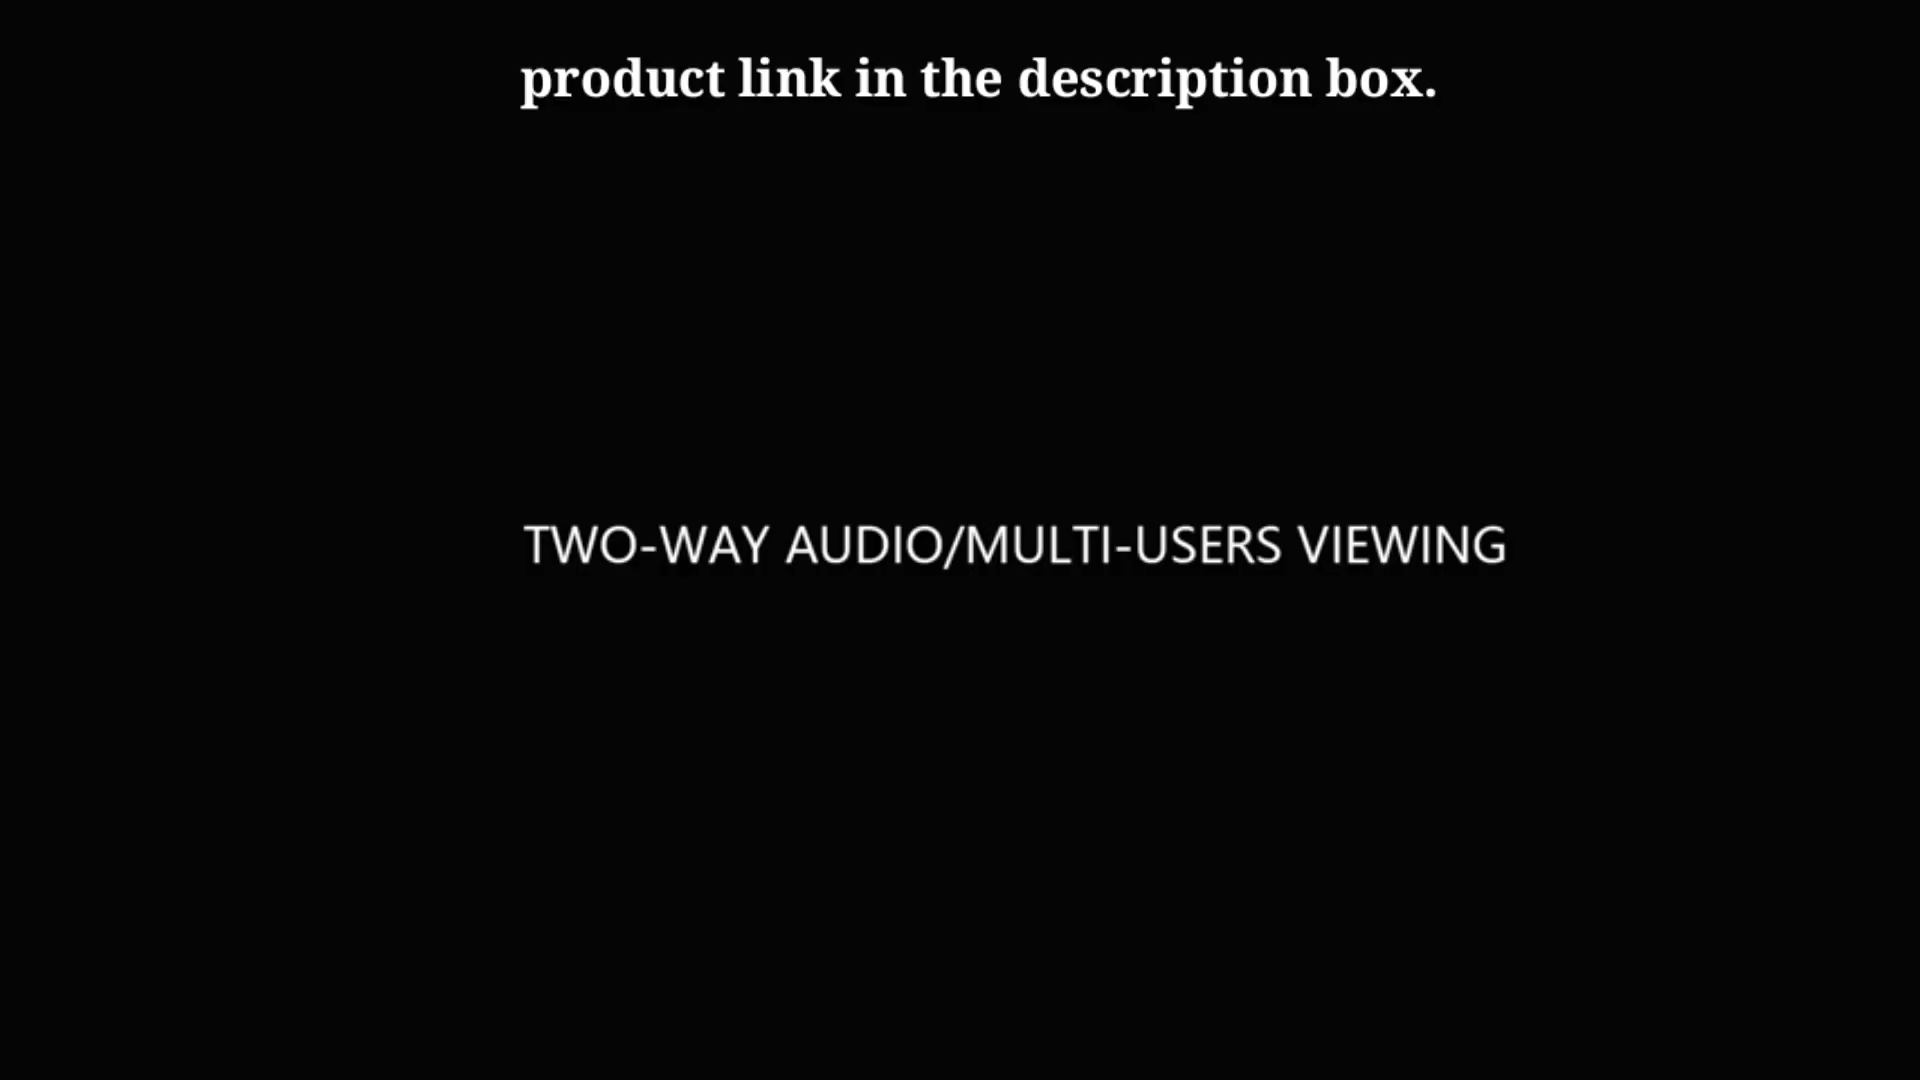 product link in the description box.
TWO-WAY AUDIO/MULTI-USERS VIEWING